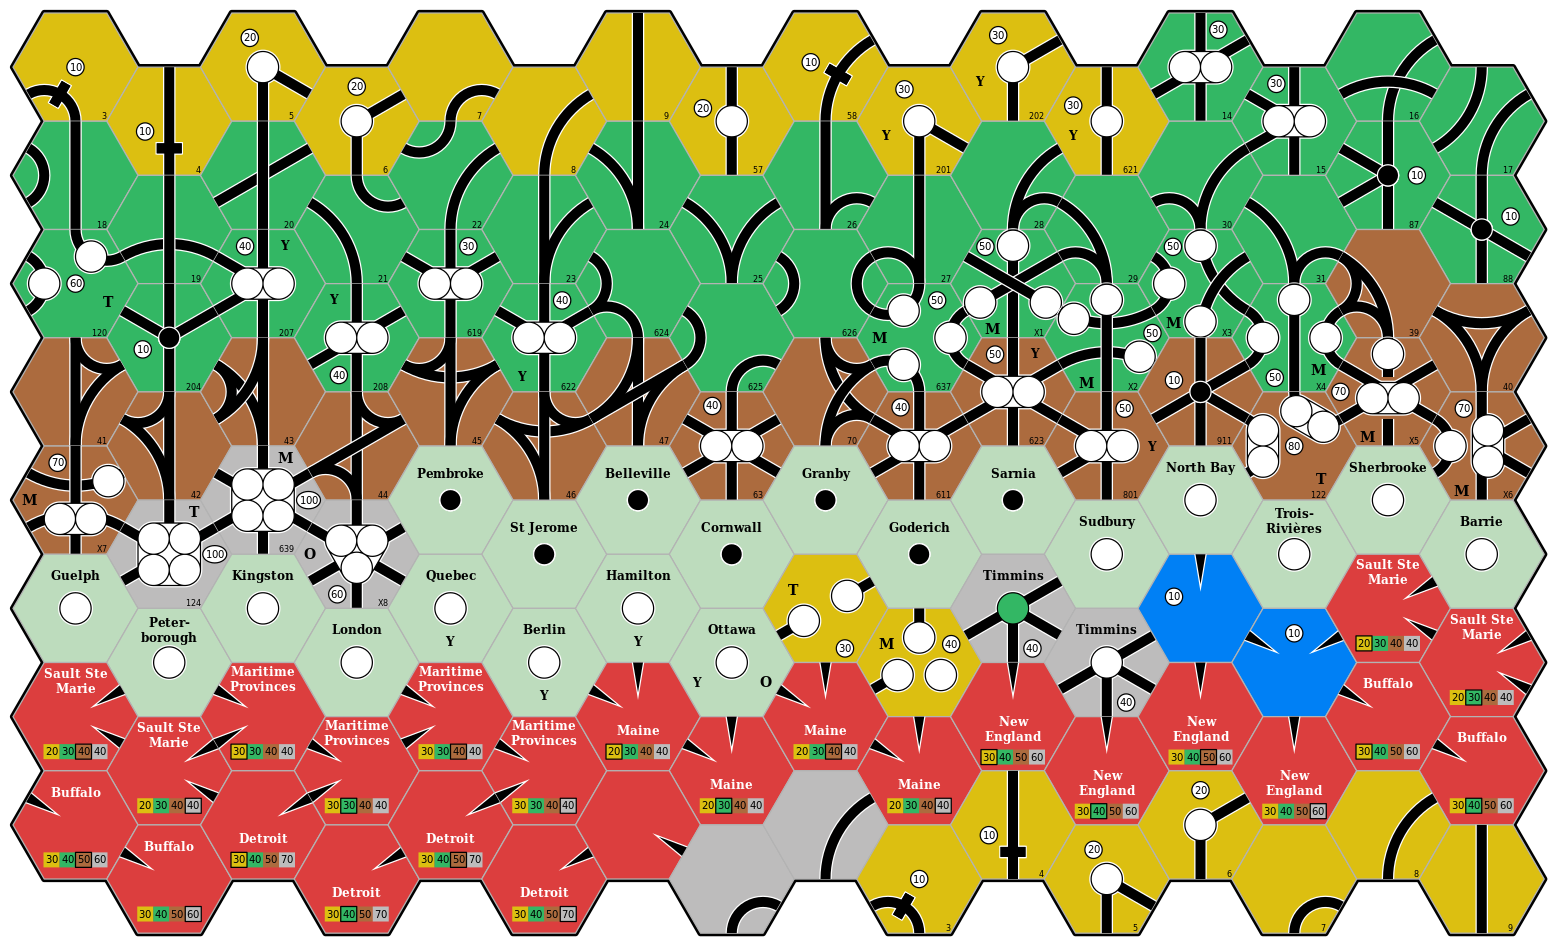 30
20
30
10
10
30
Y
20
30
30
30
20
10
Y
Y
3
5
7
9
58
202
14
16
4
6
8
57
201
621
15
17
10
10
18
20
22
24
26
28
30
87
40
Y
30
50
50
19
21
23
25
27
29
31
88
60
T
Y
40
50
M
M
M
50
120
207
619
624
626
X1
X3
39
10
40
Y
50
Y
M
M
10
50
M
70
204
208
622
625
637
X2
X4
40
40
40
50
70
41
43
45
47
70
623
911
X5
M
Y
80
M
70
100
T
M
M
T
42
44
46
63
611
801
122
X6
Pembroke
Belleville
Granby
Sarnia
North Bay
Sherbrooke
St Jerome
Cornwall
Goderich
Sudbury
Trois-
Rivières
Barrie
X7
100
639
O
Guelph
Kingston
Quebec
Hamilton
T
Timmins
10
Sault Ste
Marie
60
124
X8
Peter-
borough
London
Berlin
Ottawa
Timmins
10
Sault Ste
Marie
Y
Y
30
M
40
40
20 30 40 40
Sault Ste
Marie
Maritime
Provinces
Maritime
Provinces
Y
Y
O
40
Buffalo
20 30 40 40
Sault Ste
Marie
Maritime
Provinces
Maritime
Provinces
Maine
Maine
New
England
New
England
Buffalo
20 30 40 40
30 30 40 40
30 30 40 40
20 30 40 40
20 30 40 40
30 40 50 60
30 40 50 60
30 40 50 60
Buffalo
Maine
Maine
New
England
New
England
20 30 40 40
30 30 40 40
30 30 40 40
20 30 40 40
20 30 40 40
30 40 50 60
20
30 40 50 60
30 40 50 60
Buffalo
Detroit
Detroit
10
20
30 40 50 60
30 40 50 70
30 40 50 70
10
4
6
8
Buffalo
Detroit
Detroit
30 40 50 60
30 40 50 70
30 40 50 70
3
5
7
9